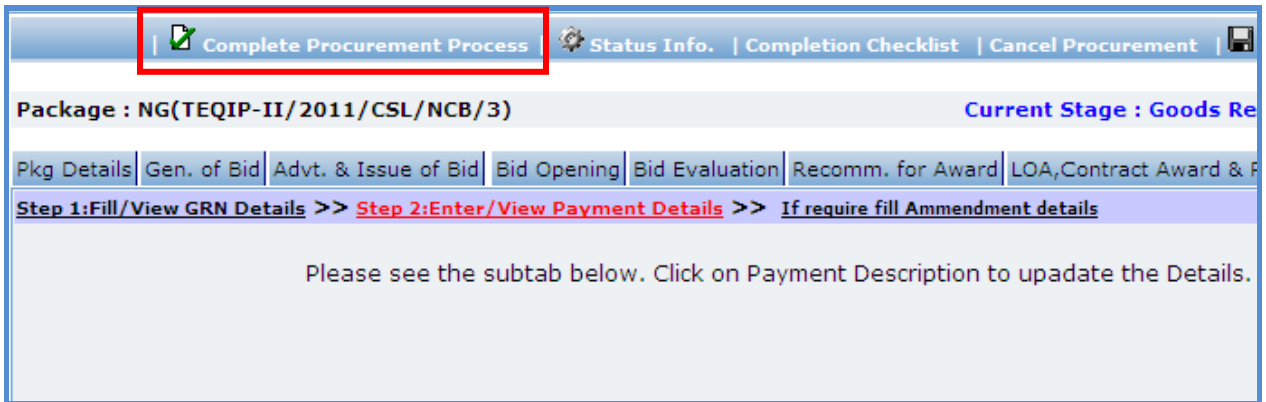 | Complete Procurement Process | Status Info. | Completion Checklist | Cancel Procurement |
Package : NG(TEQIP-II/2011/CSL/NCB/3) Current Stage : Goods Re
Pkg Details Gen. of Bid Advt. & Issue of Bid Bid Opening Bid Evaluation Recomm. for Award LOA,Contract Award &
Step 1:Fill/View GRN Details >> Step 2:Enter/View Payment Details >> If require fill Ammendment details
Please see the subtab below. Click on Payment Description to upadate the Details.